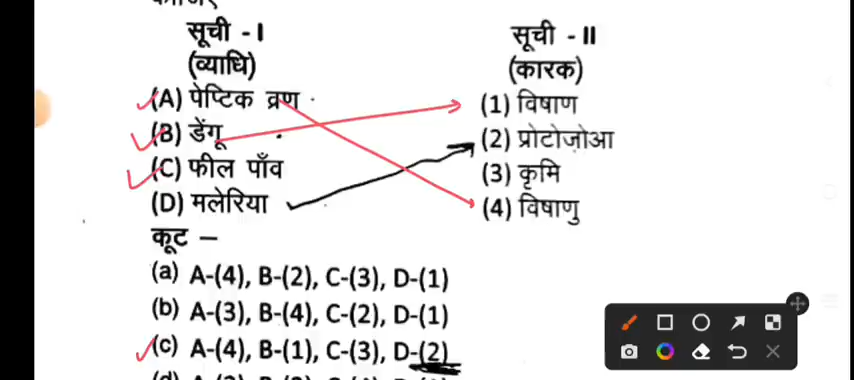 सूची - I
(व्याधि)
(A) पेप्टिक व्रण
(B) डेंगू
(C) फील पाँव
(D) मलेरिया
सूची - II
(कारक)
(1) विषाण
(2) प्रोटोज़ोआ
(3) कृमि
(4) विषाणु
कूट –
(a) A-(4), B-(2), C-(3), D-(1)
(b) A-(3), B-(4), C-(2), D-(1)
(c) A-(4), B-(1), C-(3), D-(2)